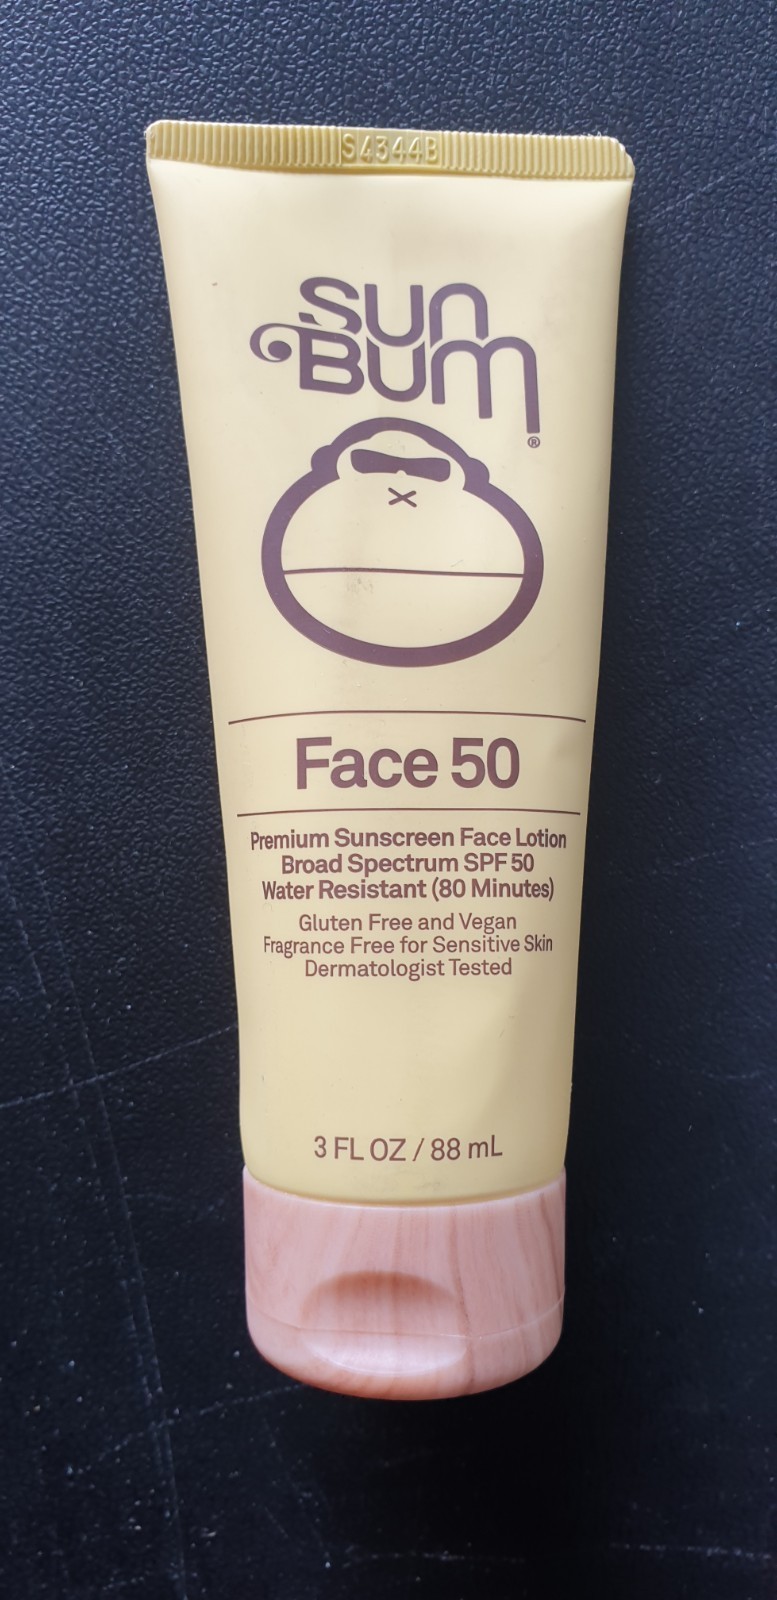 S4344B
Sun
Bum
®
Face 50
Premium Sunscreen Face Lotion
Broad Spectrum SPF 50
Water Resistant (80 Minutes)
Gluten Free and Vegan
Fragrance Free for Sensitive Skin
Dermatologist Tested
3 FL OZ / 88 mL